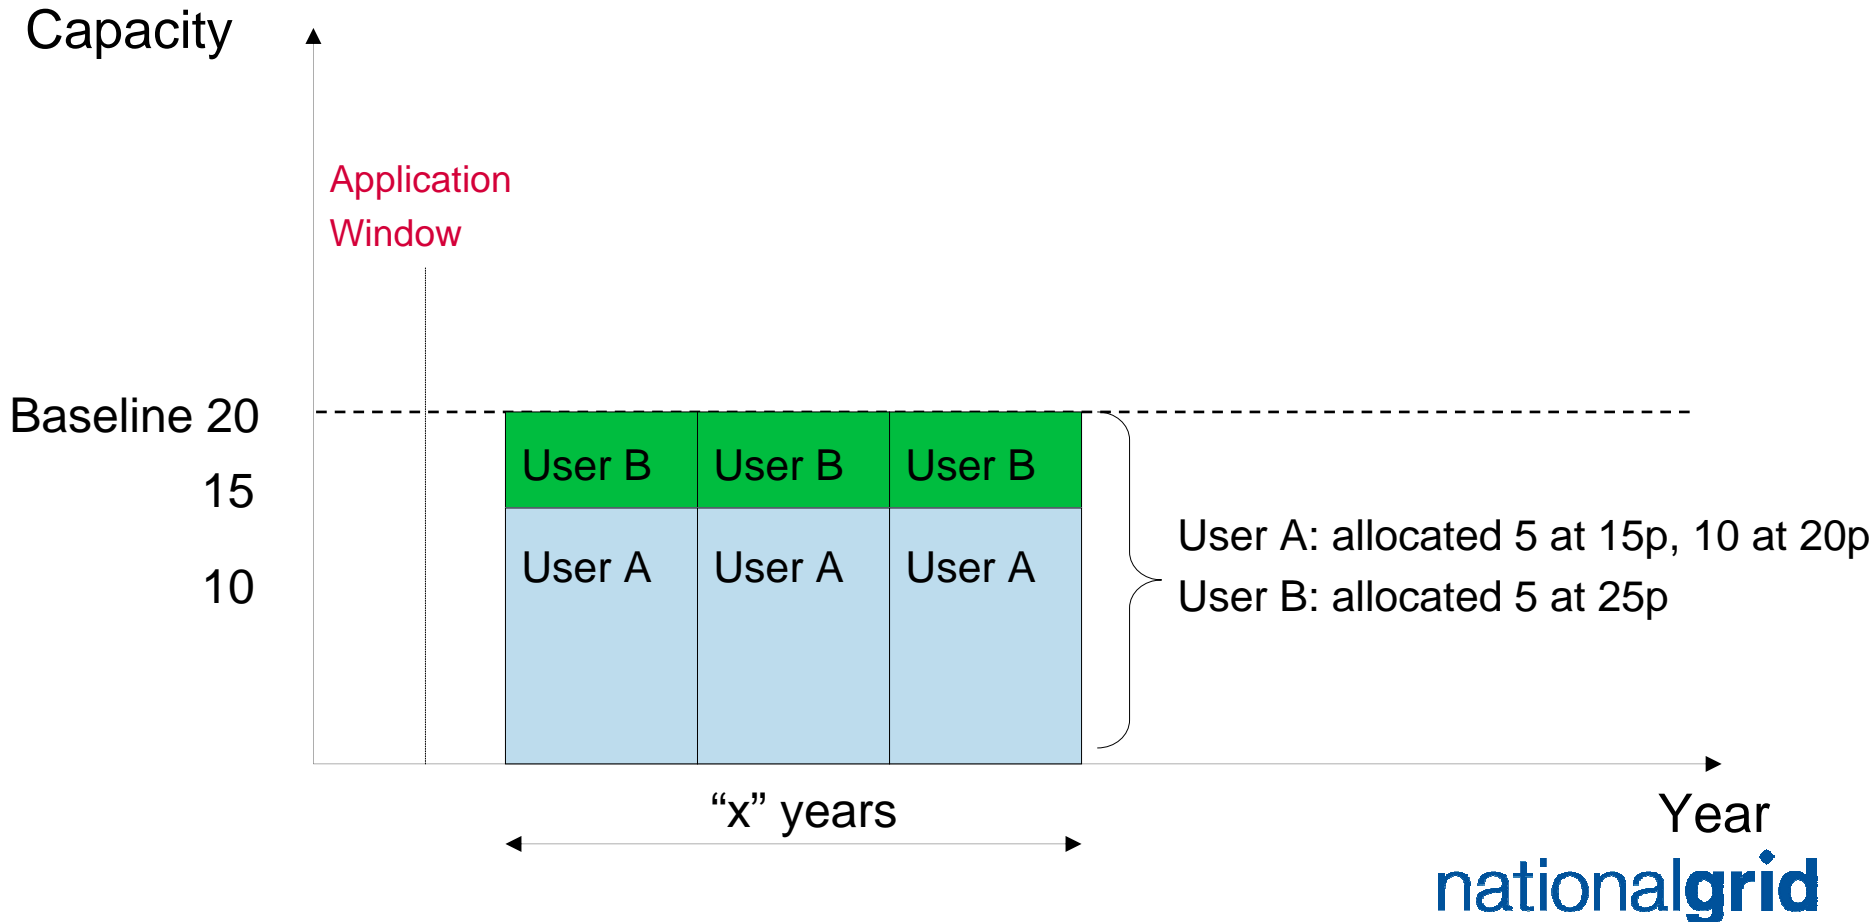 Capacity
Application
Window
Baseline 20
15
10
User B User B User B
User A User A User A
User A: allocated 5 at 15p, 10 at 20p
User B: allocated 5 at 25p
“x” years
Year
nationalgrid